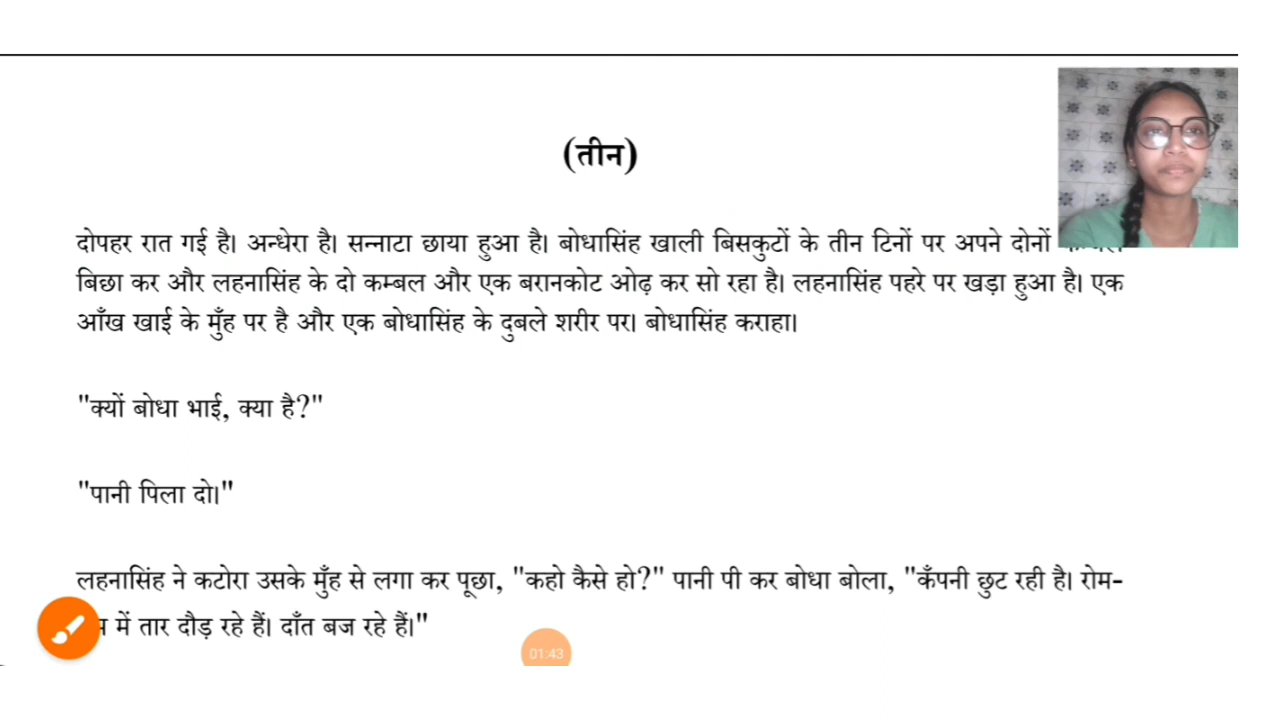 (तीन)
दोपहर रात गई है। अन्धेरा है। सन्नाटा छाया हुआ है। बोधासिंह खाली बिसकुटों के तीन टिनों पर अपने दोनों
बिछा कर और लहनासिंह के दो कम्बल और एक बरानकोट ओढ़ कर सो रहा है। लहनासिंह पहरे पर खड़ा हुआ है। एक
आँख खाई के मुँह पर है और एक बोधासिंह के दुबले शरीर पर। बोधासिंह कराहा।
"क्यों बोधा भाई, क्या है?"
"पानी पिला दो।"
लहनासिंह ने कटोरा उसके मुँह से लगा कर पूछा, "कहो कैसे हो?" पानी पी कर बोधा बोला, "कँपनी छुट रही है। रोम-
में तार दौड़ रहे हैं। दाँत बज रहे हैं।"
01:43